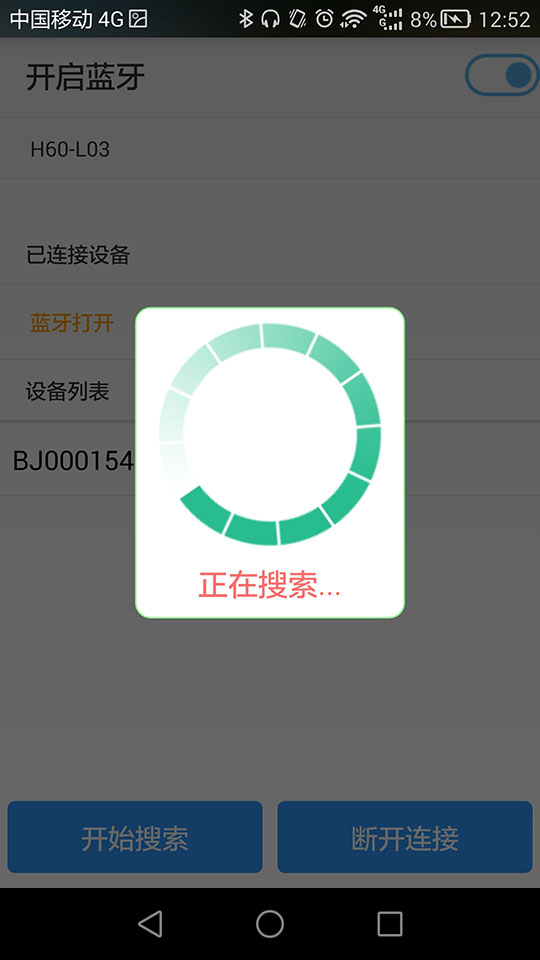 中国移动 4G 4G G 8% 12:52
开启蓝牙
H60-L03
已连接设备
蓝牙打开
设备列表
BJ000154
正在搜索...
开始搜索 断开连接